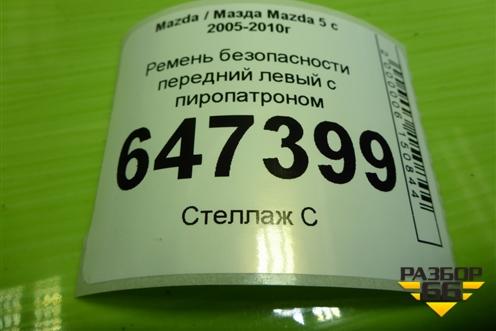 Mazda / Мазда Mazda 5 с
2005-2010г
Ремень безопасности
передний левый с
пиропатроном
647399
Стеллаж С
РАЗБОР
66